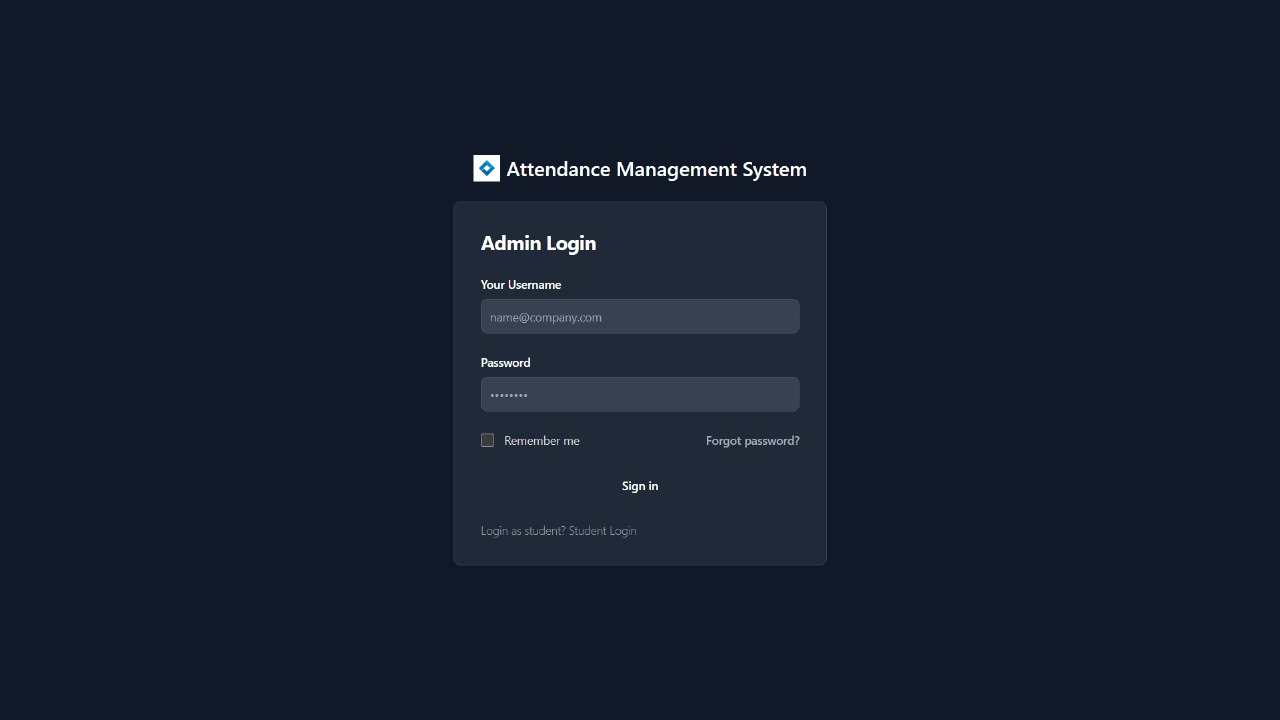 Attendance Management System
Admin Login
Your Username
name@company.com
Password
••••••••
Remember me Forgot password?
Sign in
Login as student? Student Login